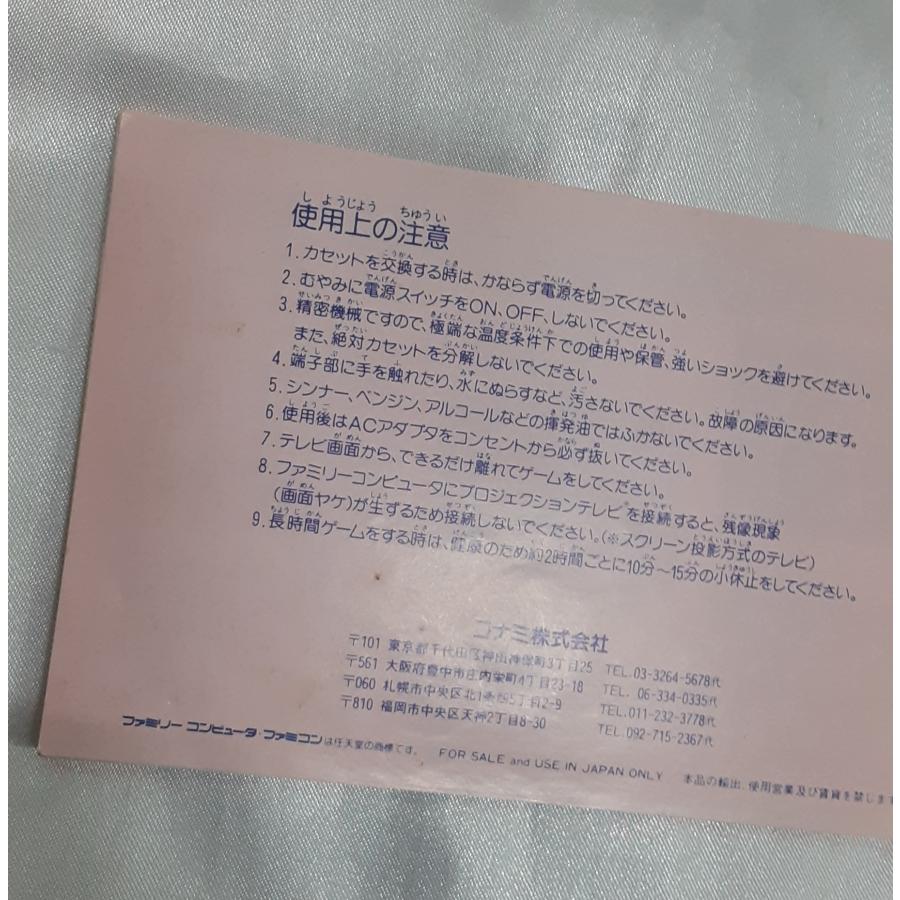 しようじよう ちゆうい
使用上の注意
1. カセットを交換する時は、かならず電源を切ってください。
2. むやみに電源スイッチをON、OFF、しないでください。
3. 精密機械ですので、極端な温度条件下での使用や保管、強いショックを避けてください。
また、絶対カセットを分解しないでください。
4. 端子部に手を触れたり、水にぬらすなど、汚さないでください。故障の原因になります。
5. シンナー、ベンジン、アルコールなどの揮発油ではふかないでください。
6. 使用後はACアダプタをコンセントから必ず抜いてください。
7. テレビ画面から、できるだけ離れてゲームをしてください。
8. ファミリーコンピュータにプロジェクションテレビ※を接続すると、残像現象
(画面ヤケ)が生ずるため接続しないでください。(※スクリーン投影方式のテレビ)
9. 長時間ゲームをする時は、健康のため約2時間ごとに10分〜15分の小休止をしてください。
コナミ株式会社
〒101 東京都千代田区神田神保町3丁目25 TEL.03-3264-5678代
〒561 大阪府豊中市庄内栄町4丁目23-18 TEL. 06-334-0335代
〒060 札幌市中央区北1条西5丁目2-9 TEL.011-232-3778代
〒810 福岡市中央区天神2丁目8-30 TEL.092-715-2367代
ファミリー コンピュータ・ファミコンは任天堂の商標です。 FOR SALE and USE IN JAPAN ONLY 本品の輸出、使用営業及び賃貸を禁じます